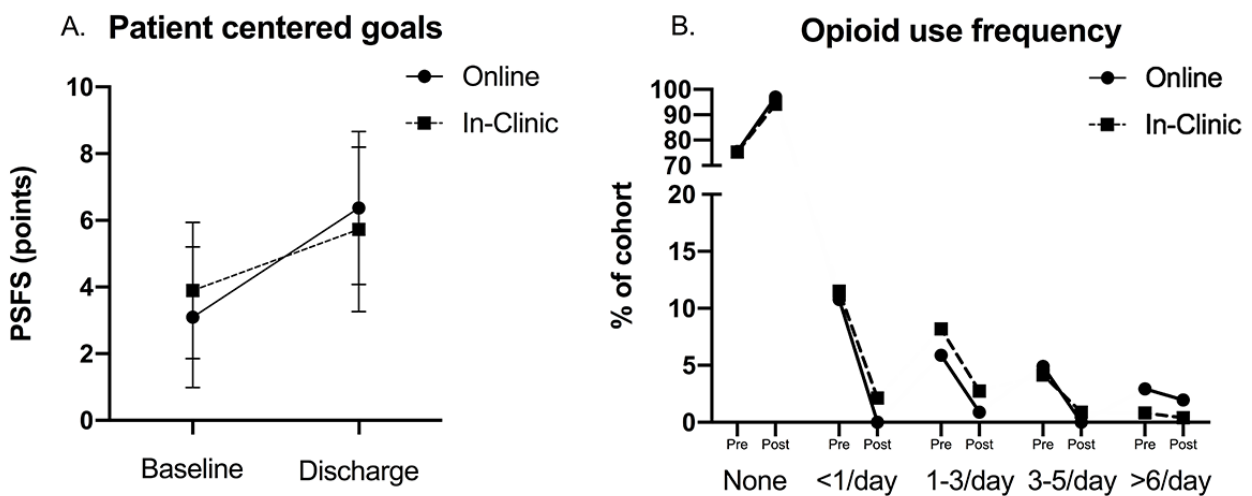 A. Patient centered goals
Online
In-Clinic
PSFS (points)
10
8
6
4
2
0
Baseline Discharge
B. Opioid use frequency
Online
In-Clinic
% of cohort
100
90
80
70
20
15
10
5
0
Pre Post Pre Post Pre Post Pre Post Pre Post
None <1/day 1-3/day 3-5/day >6/day